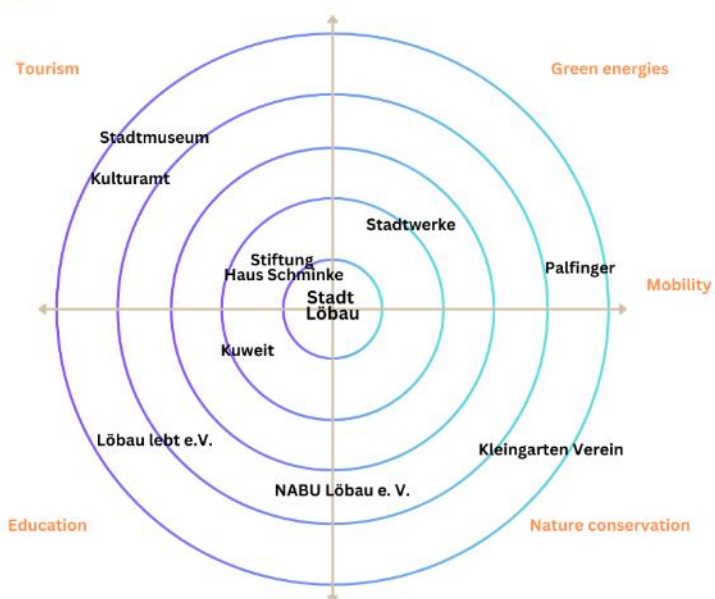 Tourism
Green energies
Stadtmuseum
Kulturamt
Stadtwerke
Stiftung
Haus Schminke
Palfinger
Mobility
Stadt
Löbau
Kuweit
Löbau lebt e.V.
Kleingarten Verein
NABU Löbau e. V.
Education
Nature conservation